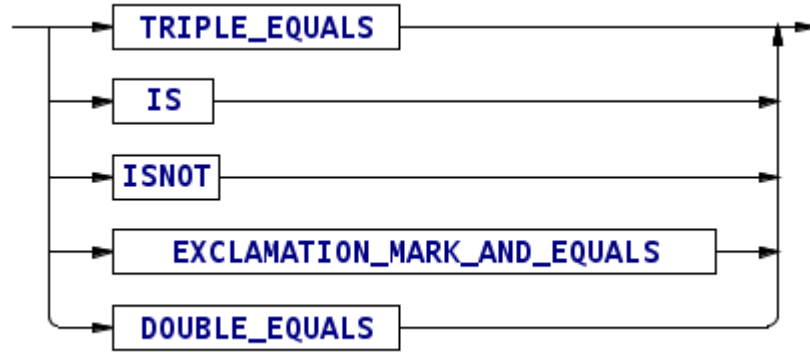 TRIPLE_EQUALS
IS
ISNOT
EXCLAMATION_MARK_AND_EQUALS
DOUBLE_EQUALS